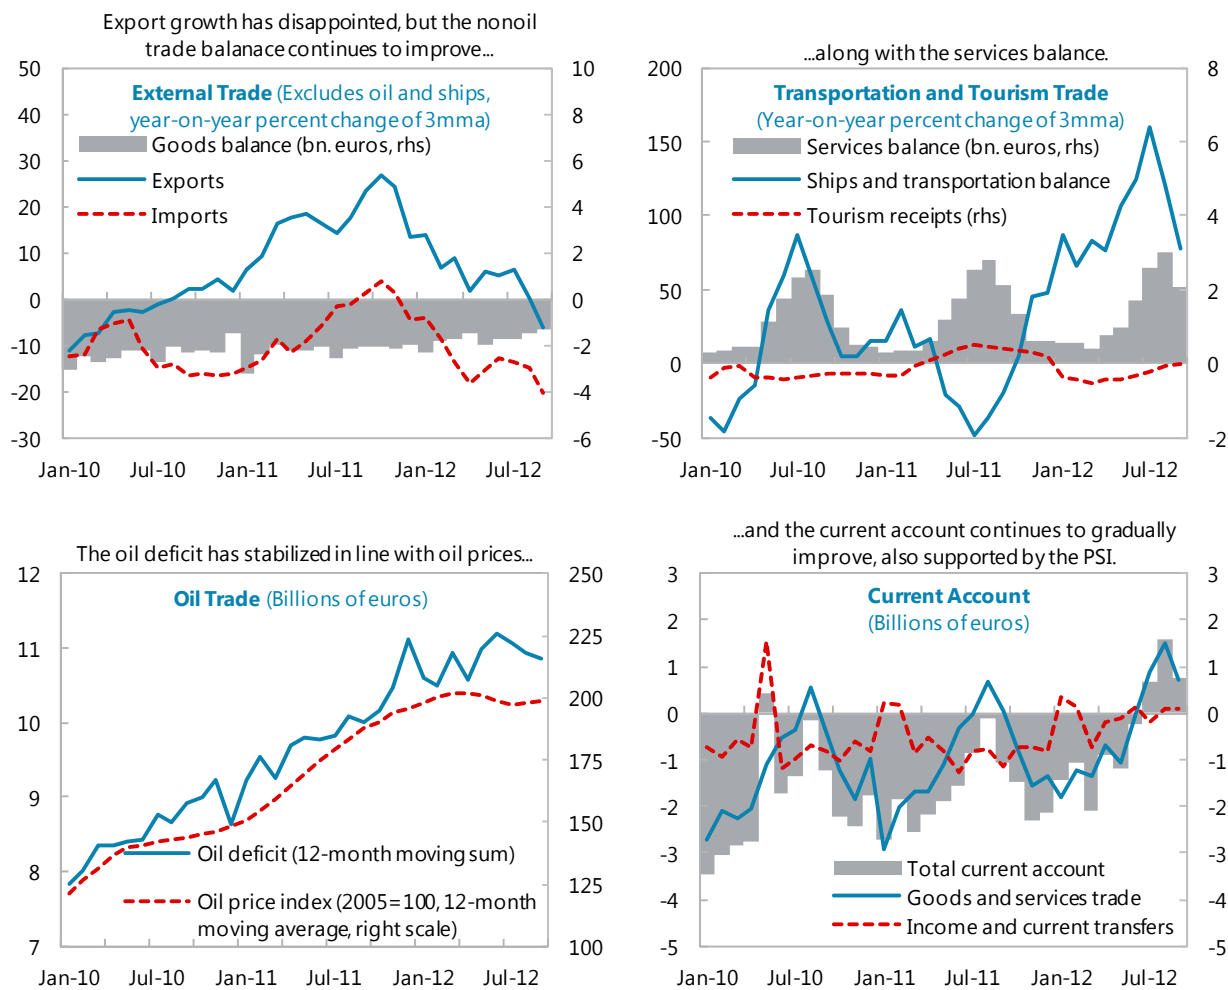 Export growth has disappointed, but the nonoil
trade balanace continues to improve...
External Trade (Excludes oil and ships,
year-on-year percent change of 3mma)
Goods balance (bn. euros, rhs)
Exports
Imports
50
40
30
20
10
0
-10
-20
-30
10
8
6
4
2
0
-2
-4
-6
Jan-10 Jul-10 Jan-11 Jul-11 Jan-12 Jul-12
...along with the services balance.
Transportation and Tourism Trade
(Year-on-year percent change of 3mma)
Services balance (bn. euros, rhs)
Ships and transportation balance
Tourism receipts (rhs)
200
150
100
50
0
-50
8
6
4
2
0
-2
Jan-10 Jul-10 Jan-11 Jul-11 Jan-12 Jul-12
The oil deficit has stabilized in line with oil prices...
Oil Trade (Billions of euros)
Oil deficit (12-month moving sum)
Oil price index (2005=100, 12-month
moving average, right scale)
12
11
10
9
8
7
250
225
200
175
150
125
100
Jan-10 Jul-10 Jan-11 Jul-11 Jan-12 Jul-12
...and the current account continues to gradually
improve, also supported by the PSI.
Current Account
(Billions of euros)
Total current account
Goods and services trade
Income and current transfers
3
2
1
0
-1
-2
-3
-4
-5
3
2
1
0
-1
-2
-3
-4
-5
Jan-10 Jul-10 Jan-11 Jul-11 Jan-12 Jul-12